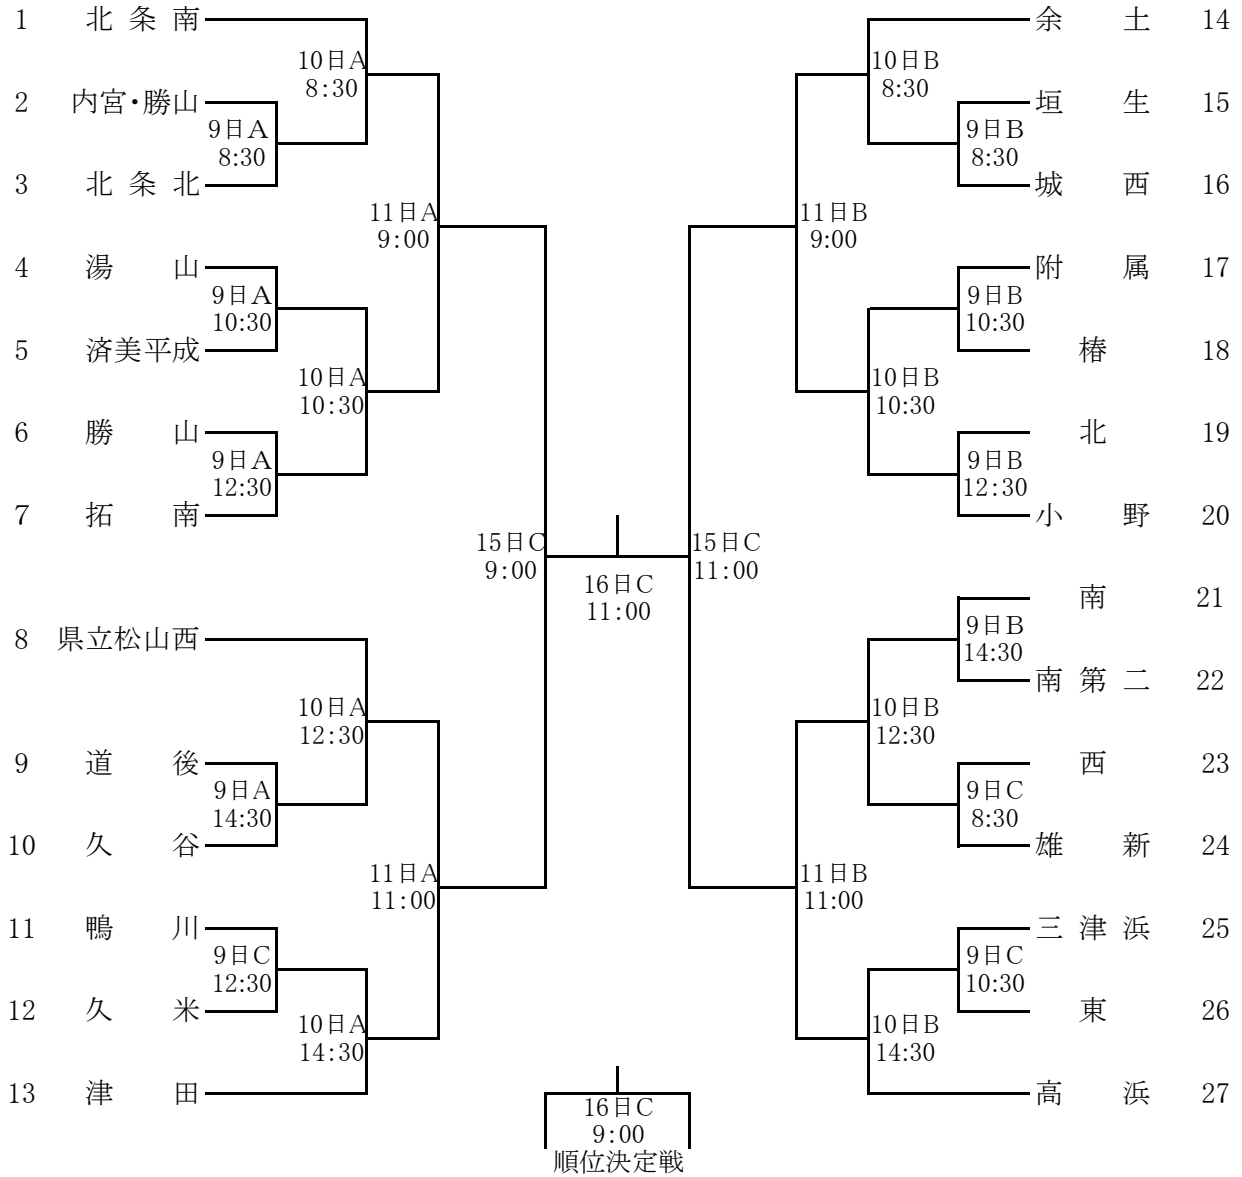 1 北条南
2 内宮・勝山
3 北条北
4 湯山
5 済美平成
6 勝山
7 拓南
8 県立松山西
9 道後
10 久谷
11 鴨川
12 久米
13 津田
9日A
8:30
9日A
10:30
9日A
12:30
9日A
14:30
9日C
12:30
10日A
8:30
10日A
10:30
10日A
12:30
10日A
14:30
11日A
9:00
11日A
11:00
15日C
9:00
16日C
11:00
16日C
9:00
順位決定戦
15日C
11:00
11日B
9:00
11日B
11:00
10日B
8:30
10日B
10:30
10日B
12:30
10日B
14:30
9日B
8:30
9日B
10:30
9日B
12:30
9日B
14:30
9日C
8:30
9日C
10:30
余土 14
垣生 15
城西 16
附属 17
椿 18
北 19
小野 20
南 21
南第二 22
西 23
雄新 24
三津浜 25
東 26
高浜 27